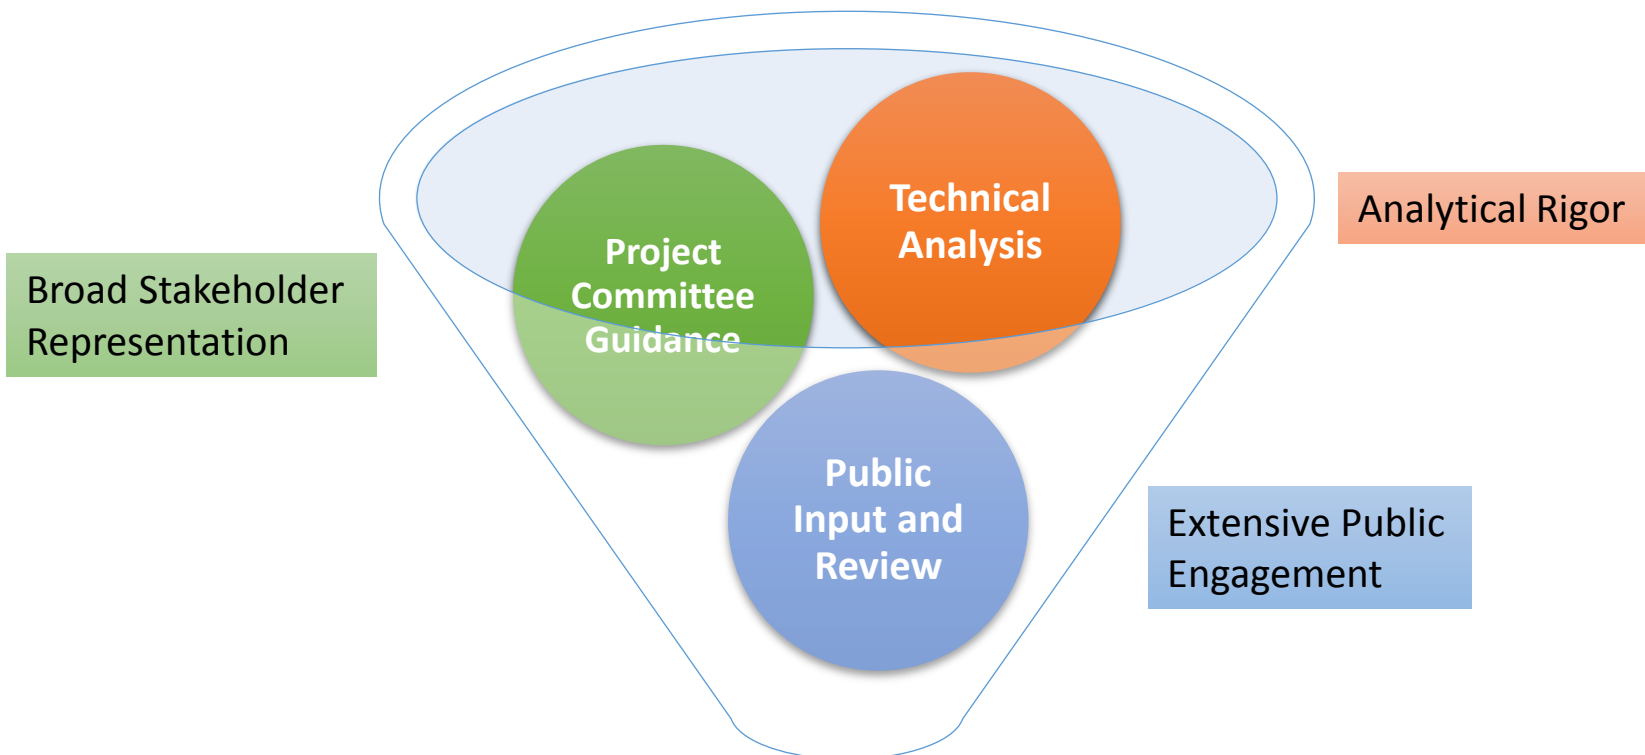 Technical
Analysis
Analytical Rigor
Project
Committee
Guidance
Broad Stakeholder
Representation
Public
Input and
Review
Extensive Public
Engagement